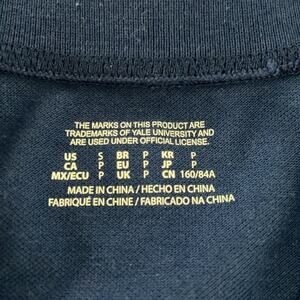 THE MARKS ON THIS PRODUCT ARE
TRADEMARKS OF YALE UNIVERSITY AND
ARE USED UNDER OFFICIAL LICENSE.
US S BR P KR P
CA P EU P JP P
MX/ECU P UK P CN 160/84A
MADE IN CHINA / HECHO EN CHINA
FABRIQUÉ EN CHINE / FABRICADO NA CHINA